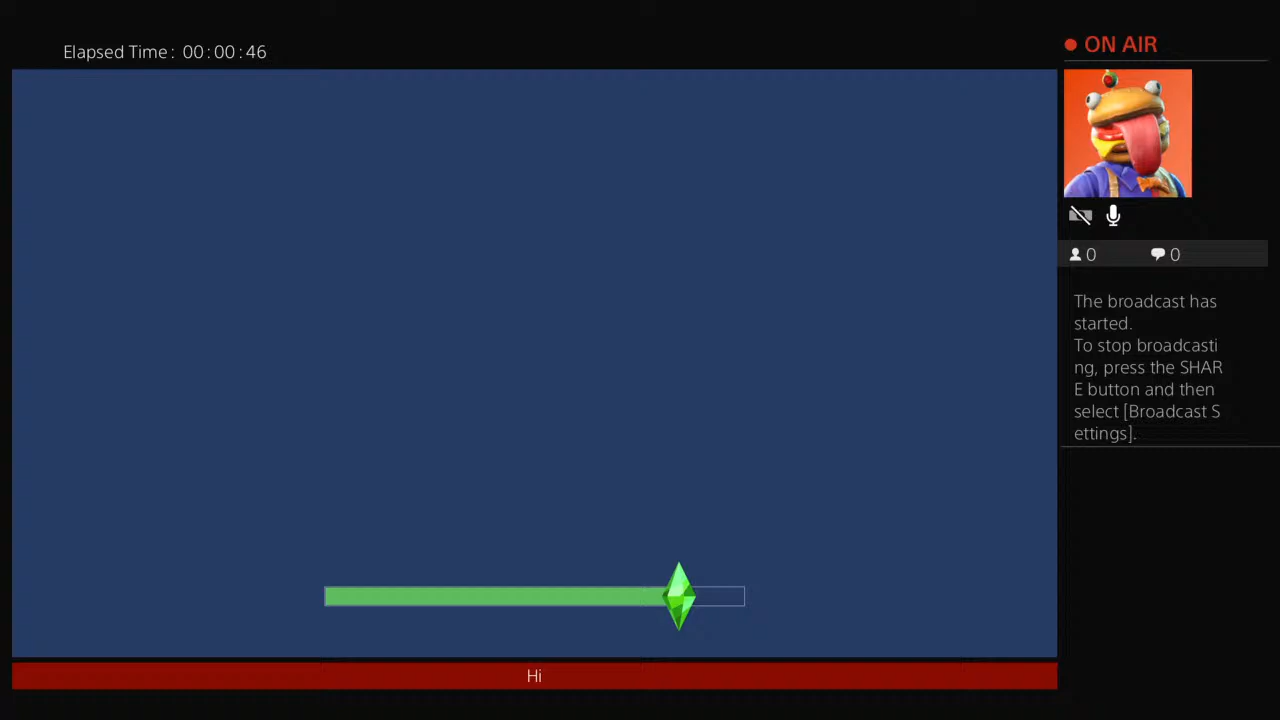 Elapsed Time: 00:00:46
ON AIR
0 0
The broadcast has
started.
To stop broadcasti
ng, press the SHAR
E button and then
select [Broadcast S
ettings].
Hi